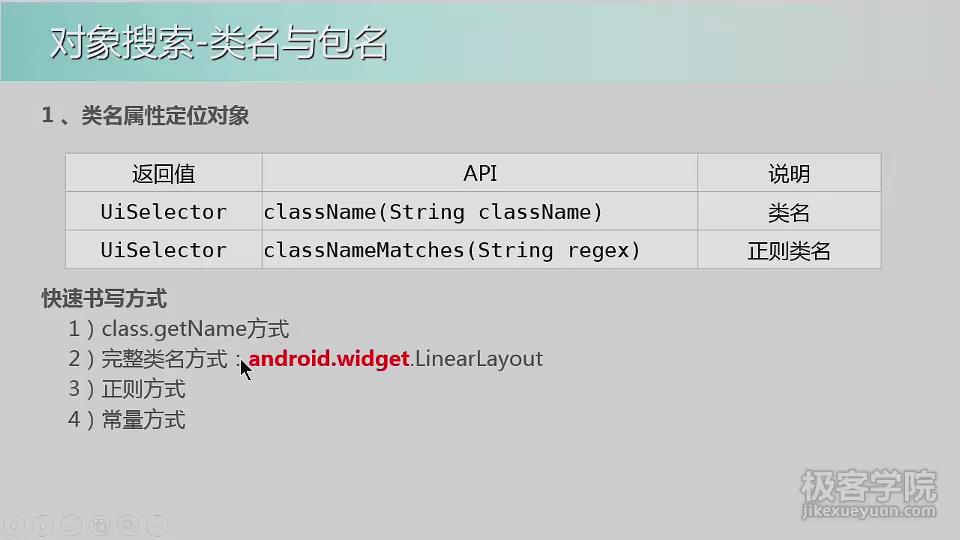 对象搜索-类名与包名
1 、类名属性定位对象
返回值 API 说明
UiSelector className(String className) 类名
UiSelector classNameMatches(String regex) 正则类名
快速书写方式
1）class.getName方式
2）完整类名方式：android.widget.LinearLayout
3）正则方式
4）常量方式
极客学院
jikexueyuan.com